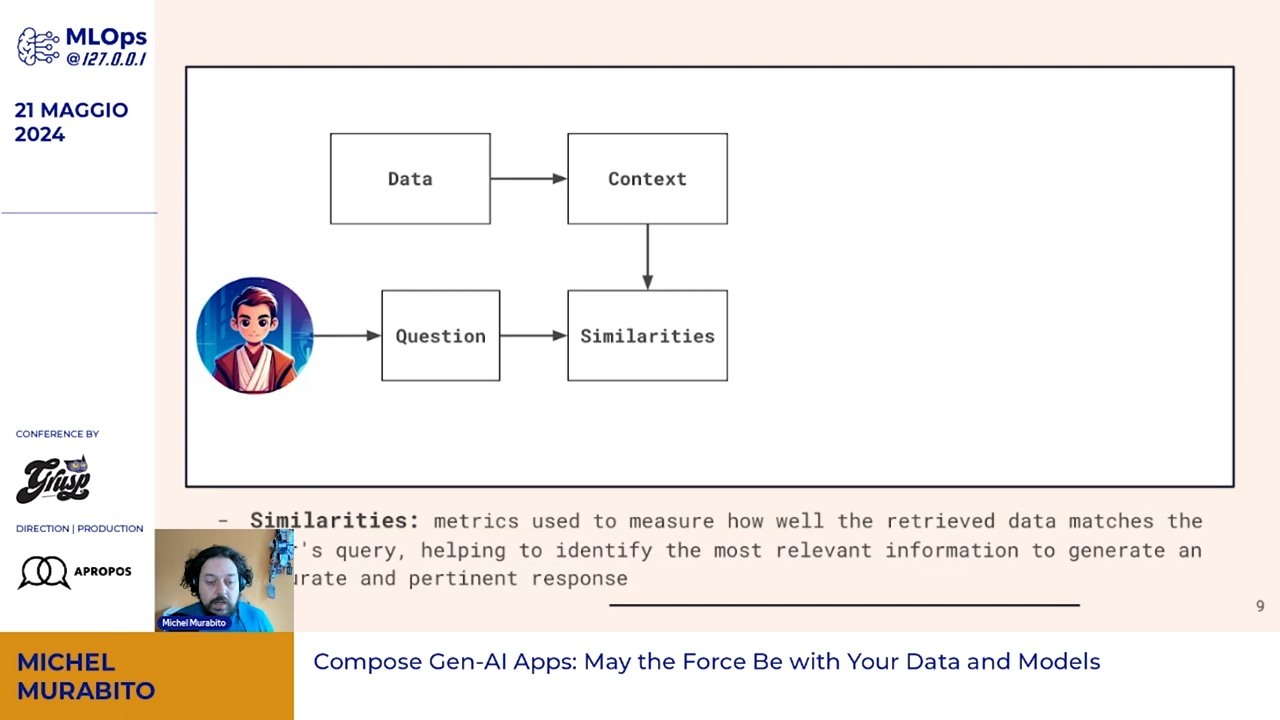 MLOps
@127.0.0.1
21 MAGGIO
2024
Data
Context
Question
Similarities
- Similarities: metrics used to measure how well the retrieved data matches the
's query, helping to identify the most relevant information to generate an
and pertinent response
9
CONFERENCE BY
Grusp
DIRECTION | PRODUCTION
APROPOS
Michel Murabito
MICHEL
MURABITO
Compose Gen-AI Apps: May the Force Be with Your Data and Models